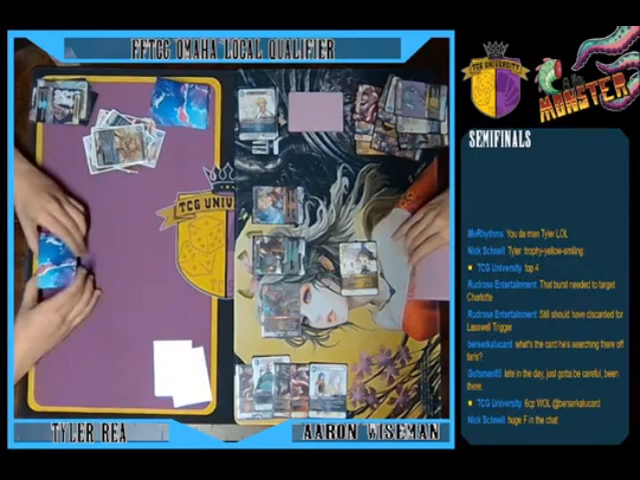 FFTCG OMAHA LOCAL QUALIFIER
TCG UNIVERSITY
MONSTER
SEMIFINALS
TCG UNIV
MoRhythms You da man Tyler LOL
Nick Schnell Tyler :trophy-yellow-smiling:
TCG University top 4
Rudrose Entertainment That burst needed to target
Charlotte
Rudrose Entertainment Still should have discarded for
Lasswell Trigger
berserkalucard what's the card he's searching there off
faris?
Gotsman85 late in the day, just gotta be careful, been
there.
TCG University 6cp WOL @berserkalucard
Nick Schnell huge F in the chat
TYLER REA
AARON WISEMAN